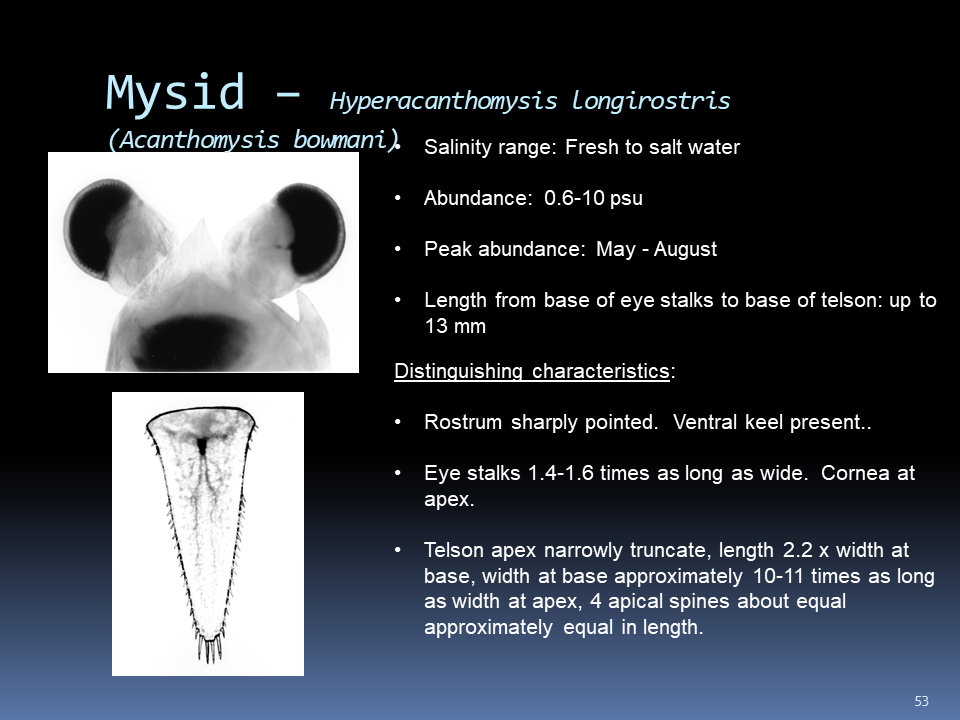 Mysid – Hyperacanthomysis longirostris
(Acanthomysis bowmani)
• Salinity range: Fresh to salt water
• Abundance: 0.6-10 psu
• Peak abundance: May - August
• Length from base of eye stalks to base of telson: up to
13 mm
Distinguishing characteristics:
• Rostrum sharply pointed. Ventral keel present..
• Eye stalks 1.4-1.6 times as long as wide. Cornea at
apex.
• Telson apex narrowly truncate, length 2.2 x width at
base, width at base approximately 10-11 times as long
as width at apex, 4 apical spines about equal
approximately equal in length.
53